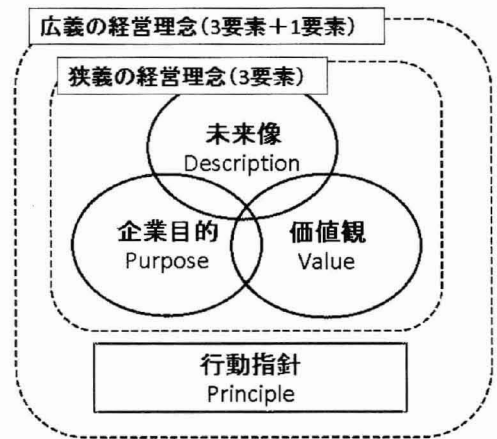 広義の経営理念(3要素+1要素)
狭義の経営理念(3要素)
未来像
Description
企業目的
Purpose
価値観
Value
行動指針
Principle